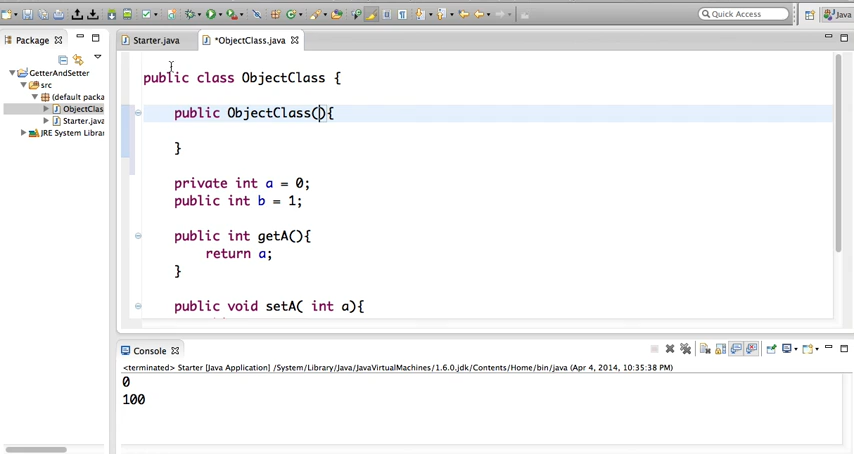 Quick Access
Java
Package
Starter.java
*ObjectClass.java
GetterAndSetter
src
(default packa
ObjectClas
Starter.java
JRE System Librar
public class ObjectClass {
public ObjectClass(){
}
private int a = 0;
public int b = 1;
public int getA(){
return a;
}
public void setA( int a){
Console
<terminated> Starter [Java Application] /System/Library/Java/JavaVirtualMachines/1.6.0.jdk/Contents/Home/bin/java (Apr 4, 2014, 10:35:38 PM)
0
100